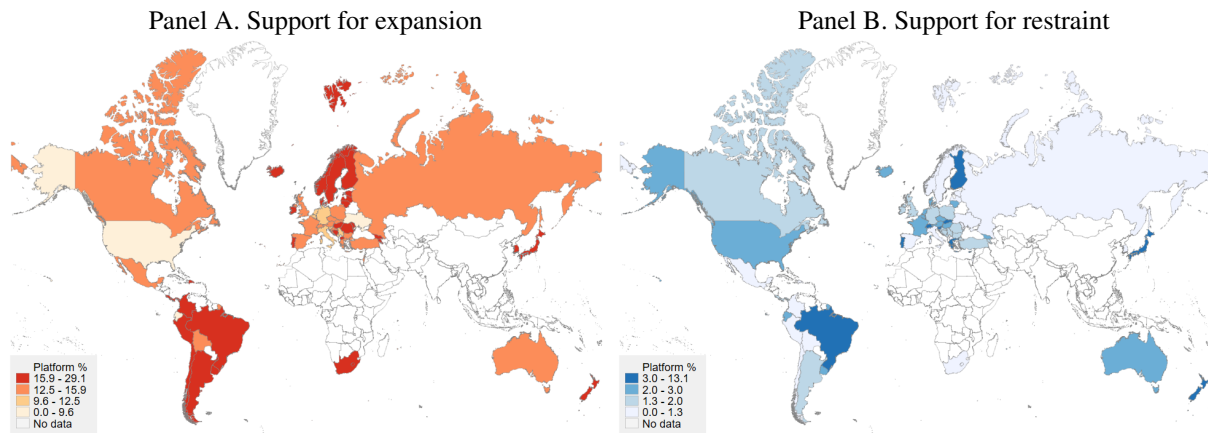 Panel A. Support for expansion
Platform %
15.9 - 29.1
12.5 - 15.9
9.6 - 12.5
0.0 - 9.6
No data
Panel B. Support for restraint
Platform %
3.0 - 13.1
2.0 - 3.0
1.3 - 2.0
0.0 - 1.3
No data